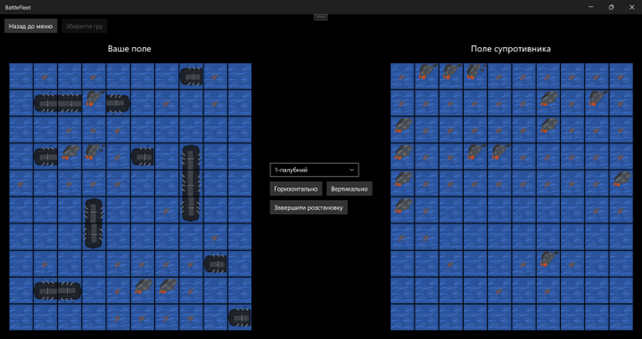 BattleFleet
Назад до меню
Зберегти гру
Ваше поле
Поле супротивника
1-палубний
Горизонтально
Вертикально
Завершити розстановку